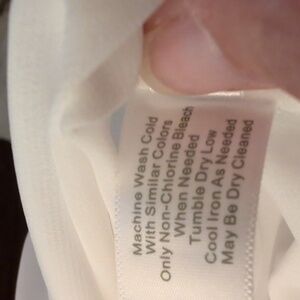 Machine Wash Cold
With Similar Colors
Only Non-Chlorine Bleach
When Needed
Tumble Dry Low
Cool Iron As Needed
May Be Dry Cleaned